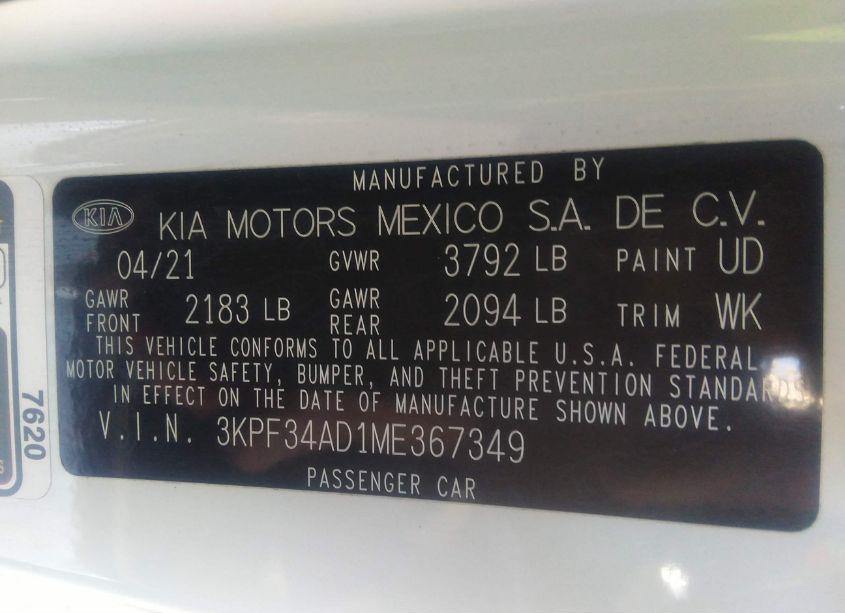 MANUFACTURED BY
KIA KIA MOTORS MEXICO S.A. DE C.V.
04/21 GVWR 3792 LB PAINT UD
GAWR FRONT 2183 LB GAWR REAR 2094 LB TRIM WK
THIS VEHICLE CONFORMS TO ALL APPLICABLE U.S.A. FEDERAL
MOTOR VEHICLE SAFETY, BUMPER, AND THEFT PREVENTION STANDARDS
IN EFFECT ON THE DATE OF MANUFACTURE SHOWN ABOVE.
V.I.N. 3KPF34AD1ME367349
PASSENGER CAR
7620